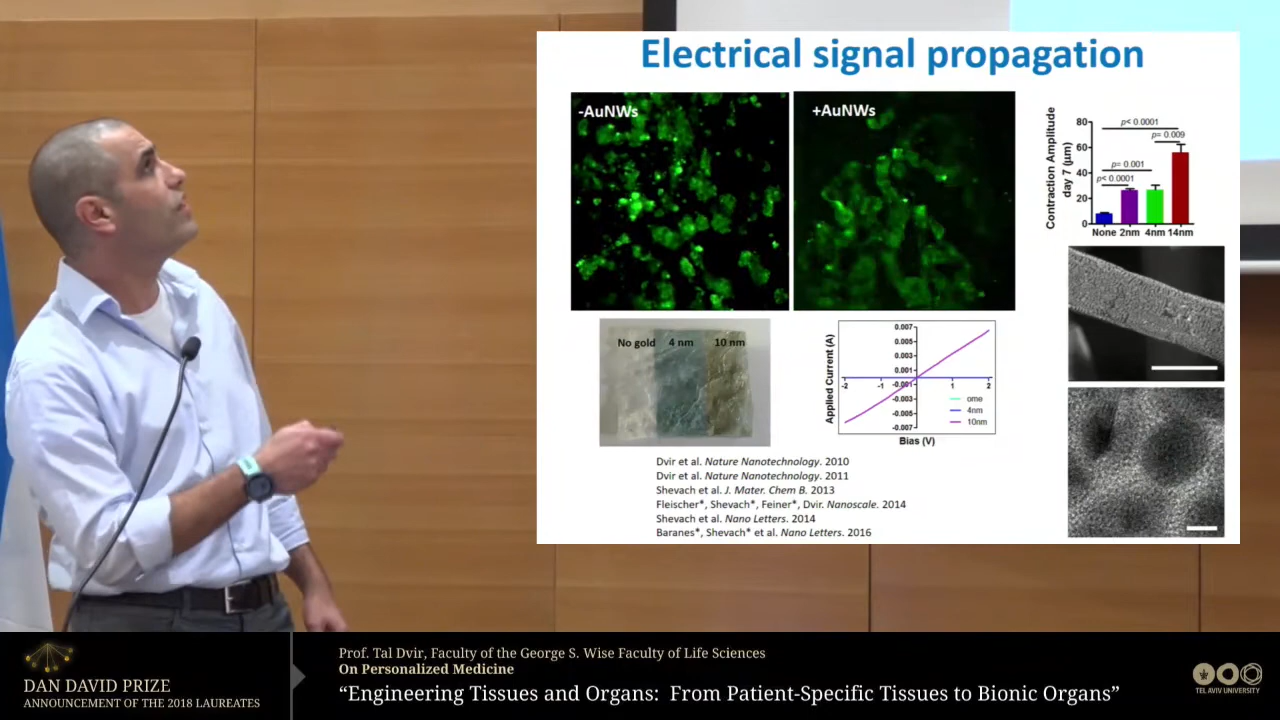 Electrical signal propagation
-AuNWs
+AuNWs
Contraction Amplitude
day 7 (µm)
80
60
40
20
0
p< 0.0001
p= 0.009
p= 0.001
p< 0.0001
None 2nm 4nm 14nm
No gold 4 nm 10 nm
Applied Current (A)
0.007
0.005
0.003
0.001
-0.001
-0.003
-0.005
-0.007
-2 -1 1 2
ome
4nm
10nm
Bias (V)
Dvir et al. Nature Nanotechnology. 2010
Dvir et al. Nature Nanotechnology. 2011
Shevach et al. J. Mater. Chem B. 2013
Fleischer*, Shevach*, Feiner*, Dvir. Nanoscale. 2014
Shevach et al. Nano Letters. 2014
Baranes*, Shevach* et al. Nano Letters. 2016
DAN DAVID PRIZE
ANNOUNCEMENT OF THE 2018 LAUREATES
Prof. Tal Dvir, Faculty of the George S. Wise Faculty of Life Sciences
On Personalized Medicine
“Engineering Tissues and Organs: From Patient-Specific Tissues to Bionic Organs”
TEL AVIV UNIVERSITY